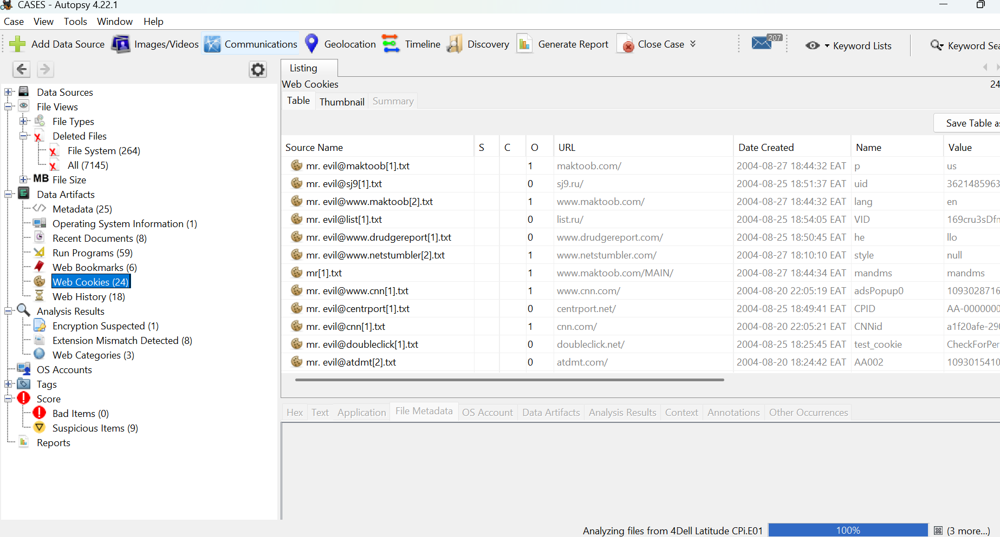 CASES - Autopsy 4.22.1
Case View Tools Window Help
Add Data Source Images/Videos Communications Geolocation Timeline Discovery Generate Report Close Case 207 Keyword Lists Keyword Sea
Listing
Web Cookies 24
Table Thumbnail Summary
Save Table as
Source Name S C O URL Date Created Name Value
mr. evil@maktoob[1].txt 1 maktoob.com/ 2004-08-27 18:44:32 EAT p us
mr. evil@sj9[1].txt 0 sj9.ru/ 2004-08-25 18:51:37 EAT uid 3621485963
mr. evil@www.maktoob[2].txt 1 www.maktoob.com/ 2004-08-27 18:44:32 EAT lang en
mr. evil@list[1].txt 0 list.ru/ 2004-08-25 18:54:05 EAT VID 169cru3sDfn
mr. evil@www.drudgereport[1].txt 0 www.drudgereport.com/ 2004-08-25 18:50:45 EAT he llo
mr. evil@www.netstumbler[2].txt 1 www.netstumbler.com/ 2004-08-27 18:10:10 EAT style null
mr[1].txt 1 www.maktoob.com/MAIN/ 2004-08-27 18:44:34 EAT mandms mandms
mr. evil@www.cnn[1].txt 1 www.cnn.com/ 2004-08-20 22:05:19 EAT adsPopup0 1093028716
mr. evil@centrport[1].txt 0 centrport.net/ 2004-08-25 18:49:41 EAT CPID AA-0000000
mr. evil@cnn[1].txt 1 cnn.com/ 2004-08-20 22:05:21 EAT CNNid a1f20afe-290
mr. evil@doubleclick[1].txt 0 doubleclick.net/ 2004-08-25 18:25:45 EAT test_cookie CheckForPer
mr. evil@atdmt[2].txt 0 atdmt.com/ 2004-08-20 18:24:42 EAT AA002 1093015410
Data Sources
File Views
File Types
Deleted Files
File System (264)
All (7145)
MB File Size
Data Artifacts
Metadata (25)
Operating System Information (1)
Recent Documents (8)
Run Programs (59)
Web Bookmarks (6)
Web Cookies (24)
Web History (18)
Analysis Results
Encryption Suspected (1)
Extension Mismatch Detected (8)
Web Categories (3)
OS Accounts
Tags
Score
Bad Items (0)
Suspicious Items (9)
Reports
Hex Text Application File Metadata OS Account Data Artifacts Analysis Results Context Annotations Other Occurrences
Analyzing files from 4Dell Latitude CPi.E01 100% (3 more...)